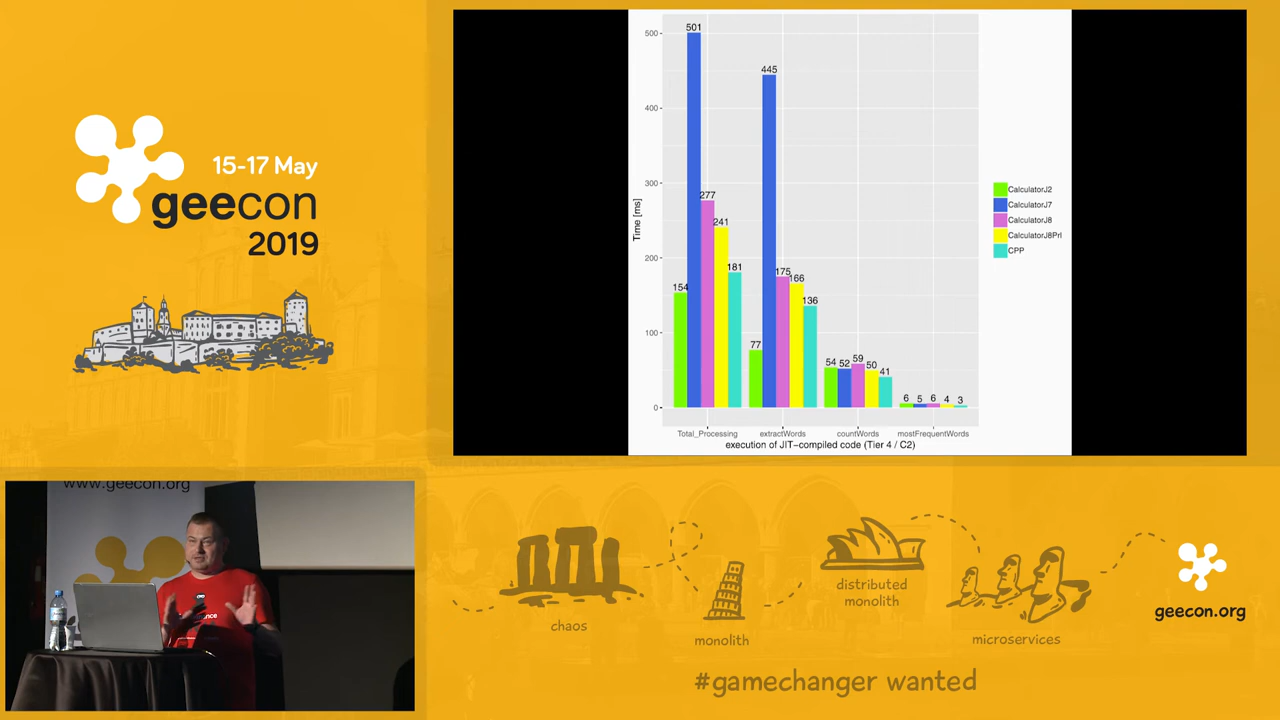 15-17 May
geecon
2019
501
445
277
241
181
154
175
166
136
77
54
52
59
50
41
6
5
6
4
3
500
400
300
200
100
0
Time [ms]
Total_Processing
extractWords
countWords
mostFrequentWords
execution of JIT-compiled code (Tier 4 / C2)
CalculatorJ2
CalculatorJ7
CalculatorJ8
CalculatorJ8Prl
CPP
www.geecon.org
chaos
monolith
distributed
monolith
microservices
geecon.org
#gamechanger wanted